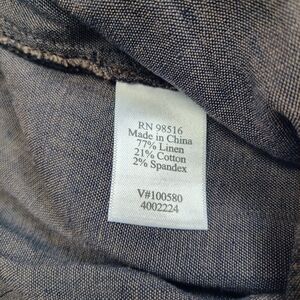 RN 98516
Made in China
77% Linen
21% Cotton
2% Spandex
V#100580
4002224